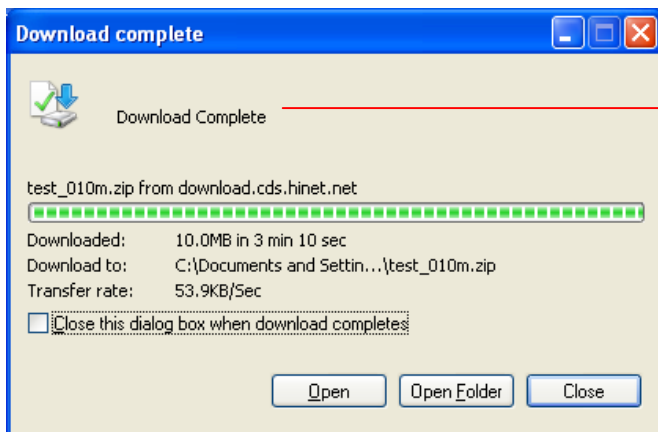 Download complete
Download Complete
test_010m.zip from download.cds.hinet.net
Downloaded: 10.0MB in 3 min 10 sec
Download to: C:\Documents and Settin...\test_010m.zip
Transfer rate: 53.9KB/Sec
Close this dialog box when download completes
Open Open Folder Close